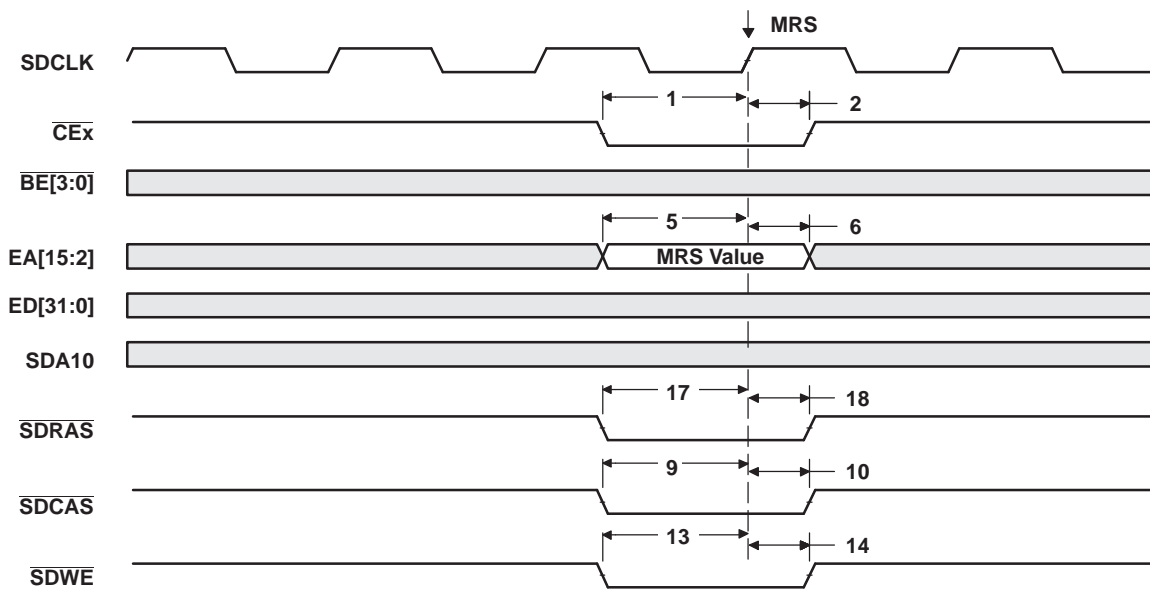 MRS
SDCLK
1 2
CEx
BE[3:0]
5 6
EA[15:2] MRS Value
ED[31:0]
SDA10
17 18
SDRAS
9 10
SDCAS
13 14
SDWE